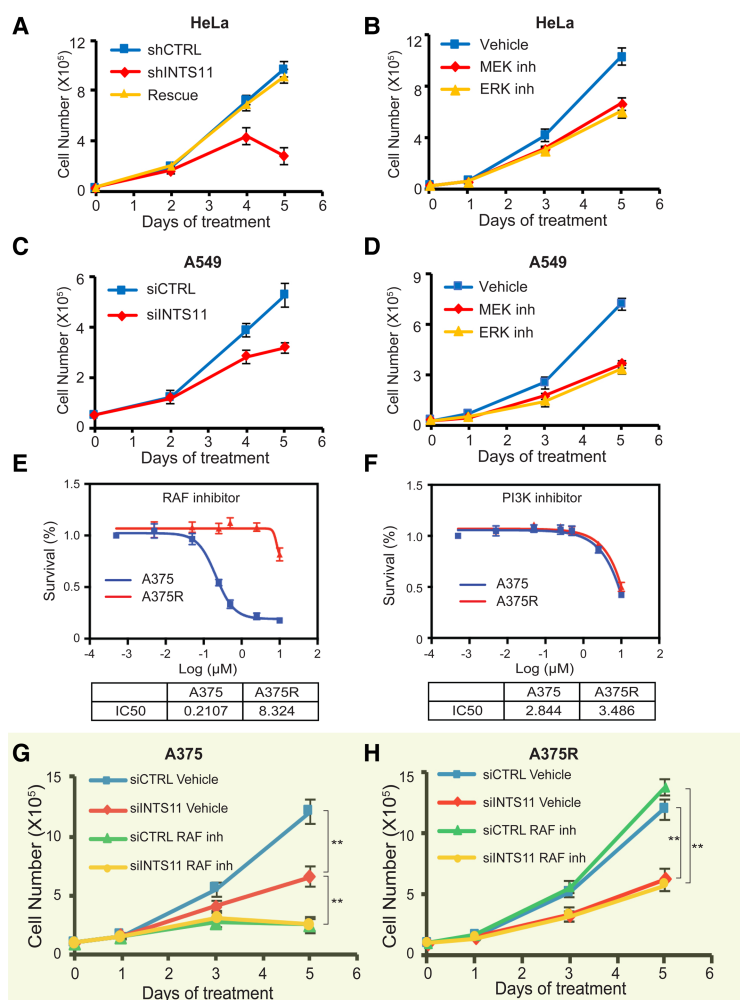 A
HeLa
shCTRL
shINTS11
Rescue
Cell Number (X10⁵)
12
8
4
0
0 1 2 3 4 5 6
Days of treatment
B
HeLa
Vehicle
MEK inh
ERK inh
Cell Number (X10⁵)
12
8
4
0
0 1 2 3 4 5 6
Days of treatment
C
A549
siCTRL
siINTS11
Cell Number (X10⁵)
6
4
2
0
0 1 2 3 4 5 6
Days of treatment
D
A549
Vehicle
MEK inh
ERK inh
Cell Number (X10⁵)
9
6
3
0
0 1 2 3 4 5 6
Days of treatment
E
RAF inhibitor
Survival (%)
1.5
1.0
0.5
0
A375
A375R
-4 -3 -2 -1 0 1 2
Log (µM)
A375 A375R
IC50 0.2107 8.324
F
PI3K inhibitor
Survival (%)
1.5
1.0
0.5
0
A375
A375R
-4 -3 -2 -1 0 1 2
Log (µM)
A375 A375R
IC50 2.844 3.486
G
A375
siCTRL Vehicle
siINTS11 Vehicle
siCTRL RAF inh
siINTS11 RAF inh
Cell Number (X10⁵)
15
10
5
0
**
**
0 1 2 3 4 5 6
Days of treatment
H
A375R
siCTRL Vehicle
siINTS11 Vehicle
siCTRL RAF inh
siINTS11 RAF inh
Cell Number (X10⁵)
15
10
5
0
**
**
0 1 2 3 4 5 6
Days of treatment